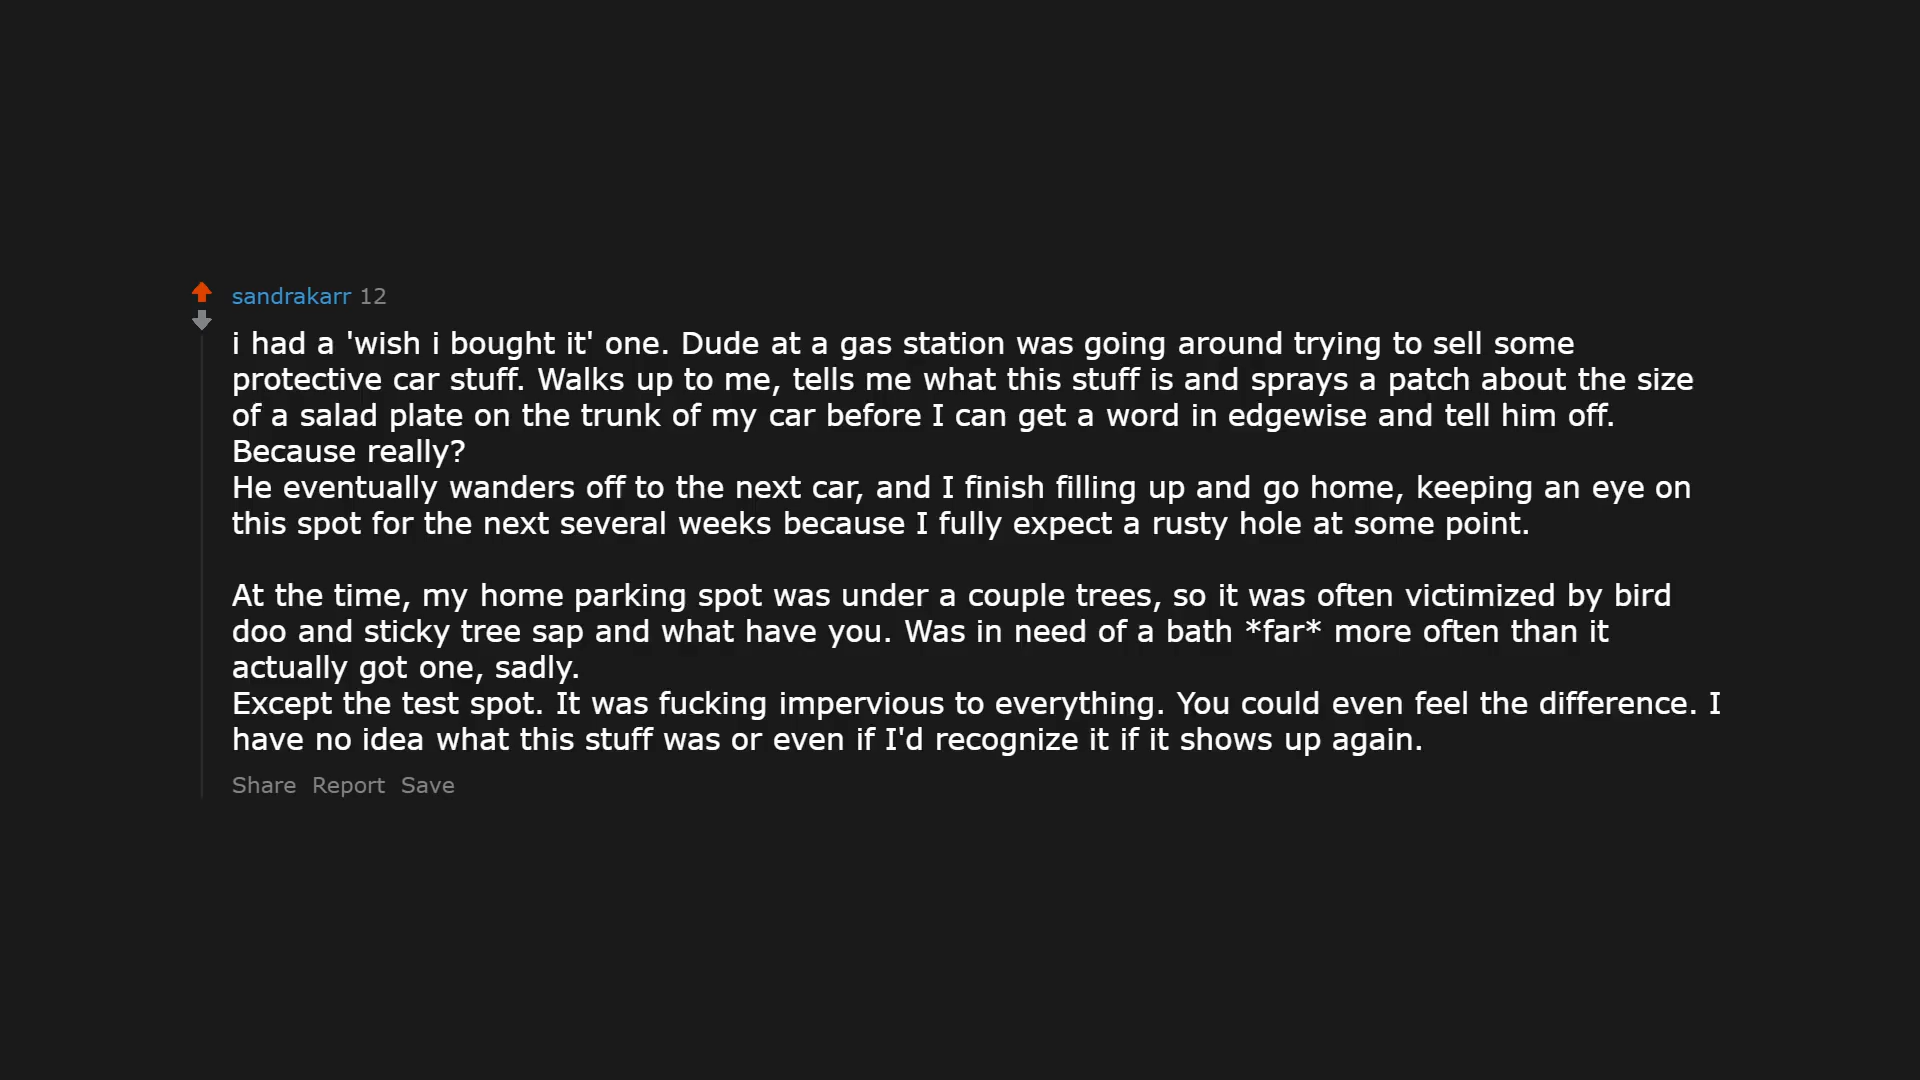 sandrakarr 12
i had a 'wish i bought it' one. Dude at a gas station was going around trying to sell some
protective car stuff. Walks up to me, tells me what this stuff is and sprays a patch about the size
of a salad plate on the trunk of my car before I can get a word in edgewise and tell him off.
Because really?
He eventually wanders off to the next car, and I finish filling up and go home, keeping an eye on
this spot for the next several weeks because I fully expect a rusty hole at some point.
At the time, my home parking spot was under a couple trees, so it was often victimized by bird
doo and sticky tree sap and what have you. Was in need of a bath *far* more often than it
actually got one, sadly.
Except the test spot. It was fucking impervious to everything. You could even feel the difference. I
have no idea what this stuff was or even if I'd recognize it if it shows up again.
Share Report Save